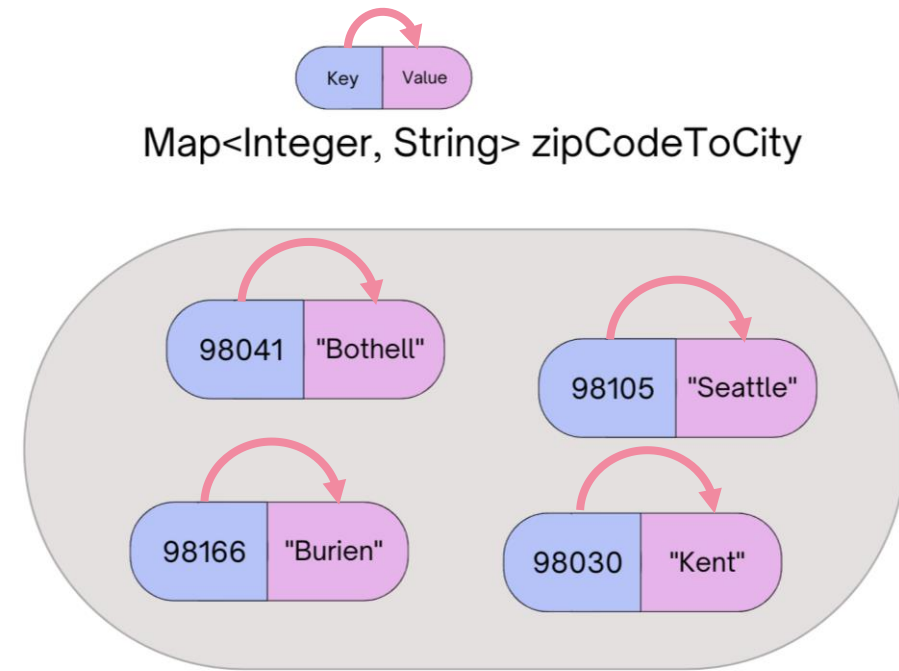 Key Value
Map<Integer, String> zipCodeToCity
98041 "Bothell"
98105 "Seattle"
98166 "Burien"
98030 "Kent"